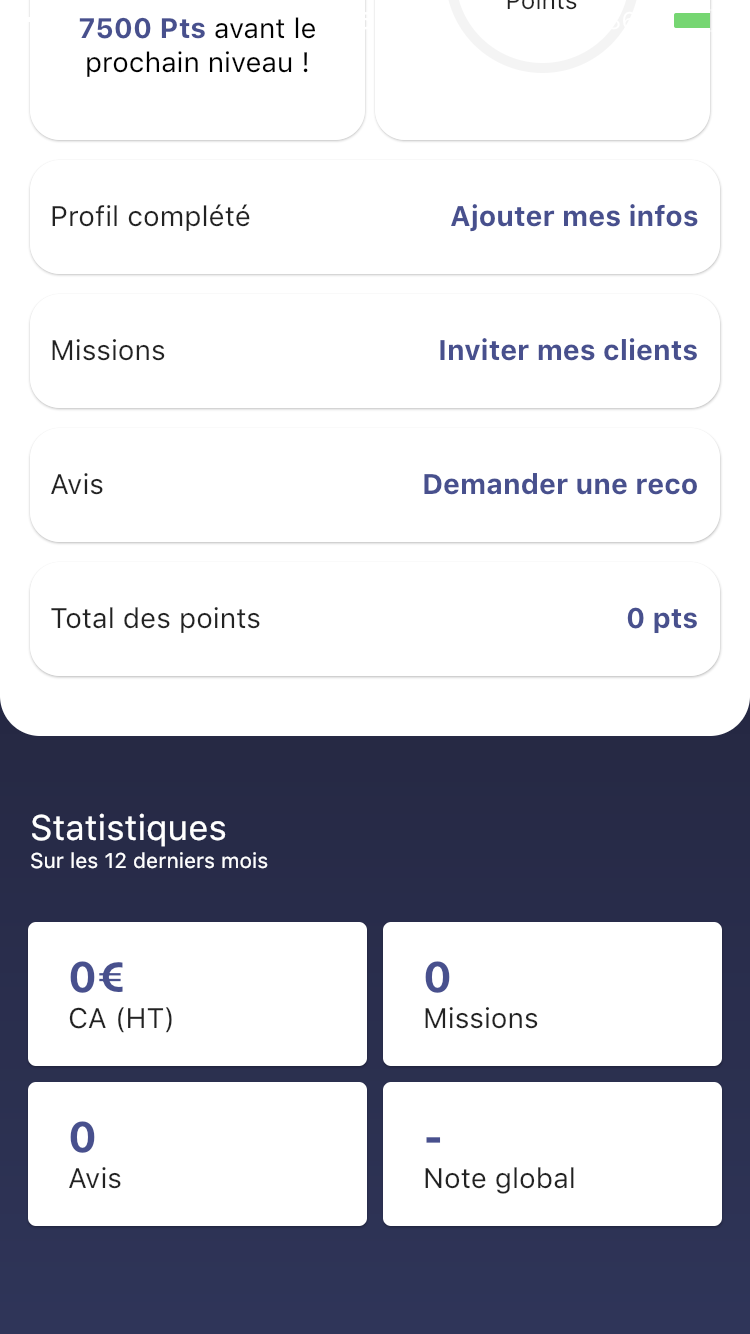 7500 Pts avant le
prochain niveau !
Points
Profil complété
Ajouter mes infos
Missions
Inviter mes clients
Avis
Demander une reco
Total des points
0 pts
Statistiques
Sur les 12 derniers mois
0€
CA (HT)
0
Missions
0
Avis
-
Note global